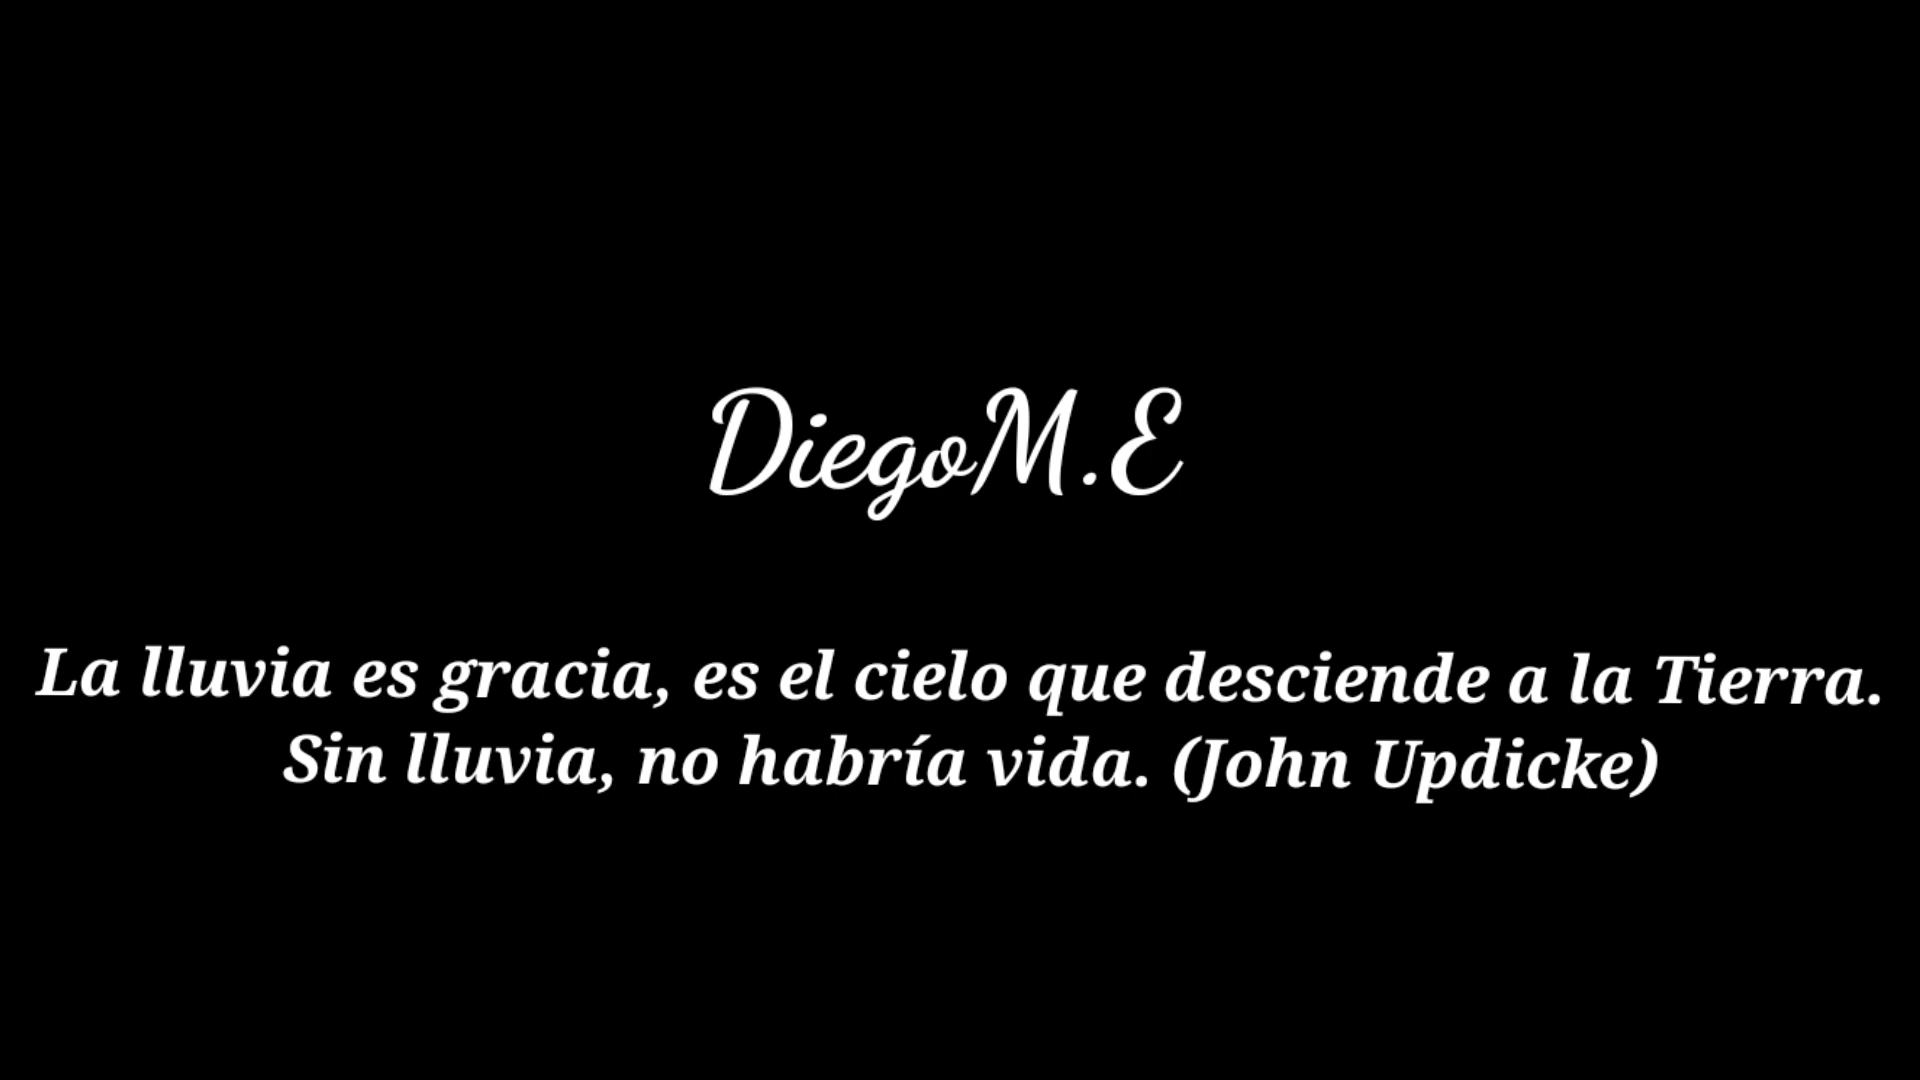 DiegoM.E
La lluvia es gracia, es el cielo que desciende a la Tierra.
Sin lluvia, no habría vida. (John Updicke)